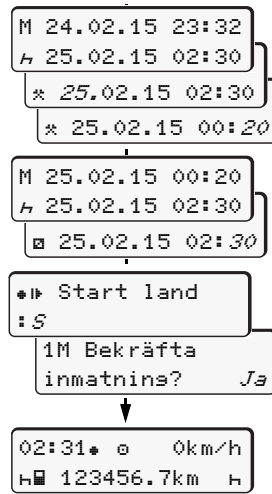 M 24.02.15 23:32
25.02.15 02:30
25.02.15 02:30
25.02.15 00:20
M 25.02.15 00:20
25.02.15 02:30
25.02.15 02:30
Start land
:S
1M Bekräfta
inmatning? Ja
02:31 0km/h
123456.7km